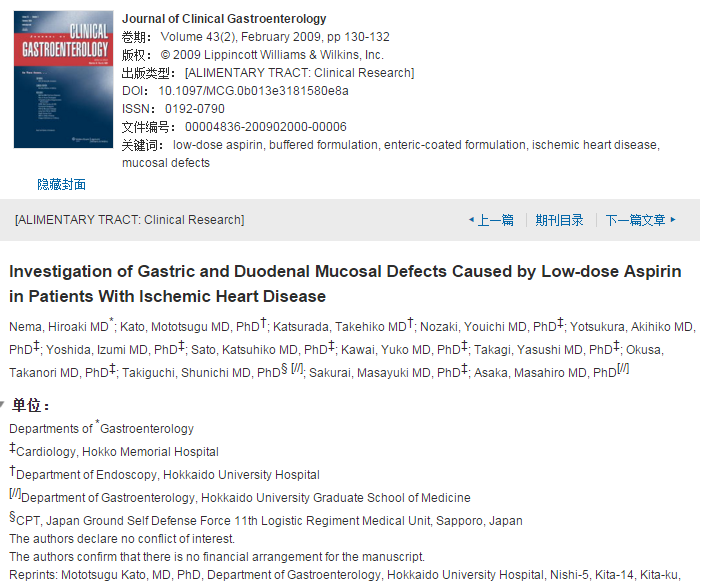 CLINICAL
GASTROENTEROLOGY
Journal of Clinical Gastroenterology
卷期： Volume 43(2), February 2009, pp 130-132
版权： © 2009 Lippincott Williams & Wilkins, Inc.
出版类型： [ALIMENTARY TRACT: Clinical Research]
DOI： 10.1097/MCG.0b013e3181580e8a
ISSN： 0192-0790
文件编号： 00004836-200902000-00006
关键词： low-dose aspirin, buffered formulation, enteric-coated formulation, ischemic heart disease,
mucosal defects
隐藏封面
[ALIMENTARY TRACT: Clinical Research]
上一篇 期刊目录 下一篇文章
Investigation of Gastric and Duodenal Mucosal Defects Caused by Low-dose Aspirin
in Patients With Ischemic Heart Disease
Nema, Hiroaki MD*; Kato, Mototsugu MD, PhD†; Katsurada, Takehiko MD†; Nozaki, Youichi MD, PhD‡; Yotsukura, Akihiko MD,
PhD‡; Yoshida, Izumi MD, PhD‡; Sato, Katsuhiko MD, PhD‡; Kawai, Yuko MD, PhD‡; Takagi, Yasushi MD, PhD‡; Okusa,
Takanori MD, PhD‡; Takiguchi, Shunichi MD, PhD§ [//]; Sakurai, Masayuki MD, PhD‡; Asaka, Masahiro MD, PhD[//]
单位：
Departments of *Gastroenterology
‡Cardiology, Hokko Memorial Hospital
†Department of Endoscopy, Hokkaido University Hospital
[//]Department of Gastroenterology, Hokkaido University Graduate School of Medicine
§CPT, Japan Ground Self Defense Force 11th Logistic Regiment Medical Unit, Sapporo, Japan
The authors declare no conflict of interest.
The authors confirm that there is no financial arrangement for the manuscript.
Reprints: Mototsugu Kato, MD, PhD, Department of Gastroenterology, Hokkaido University Hospital, Nishi-5, Kita-14, Kita-ku,